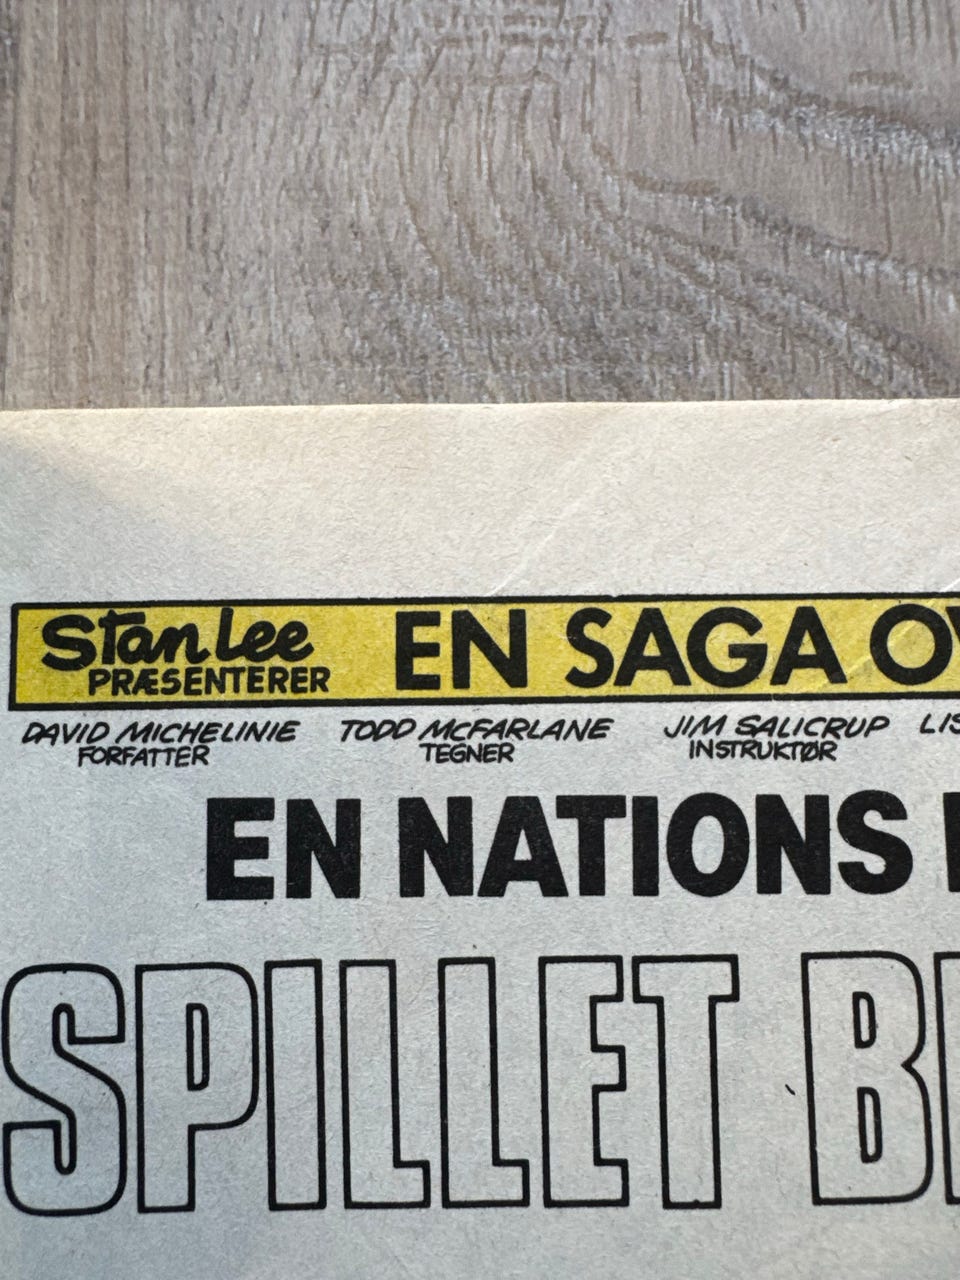 Stan Lee PRÆSENTERER EN SAGA
DAVID MICHELINIE TODD MCFARLANE JIM SALICRUP
FORFATTER TEGNER INSTRUKTØR
EN NATIONS
SPILLET